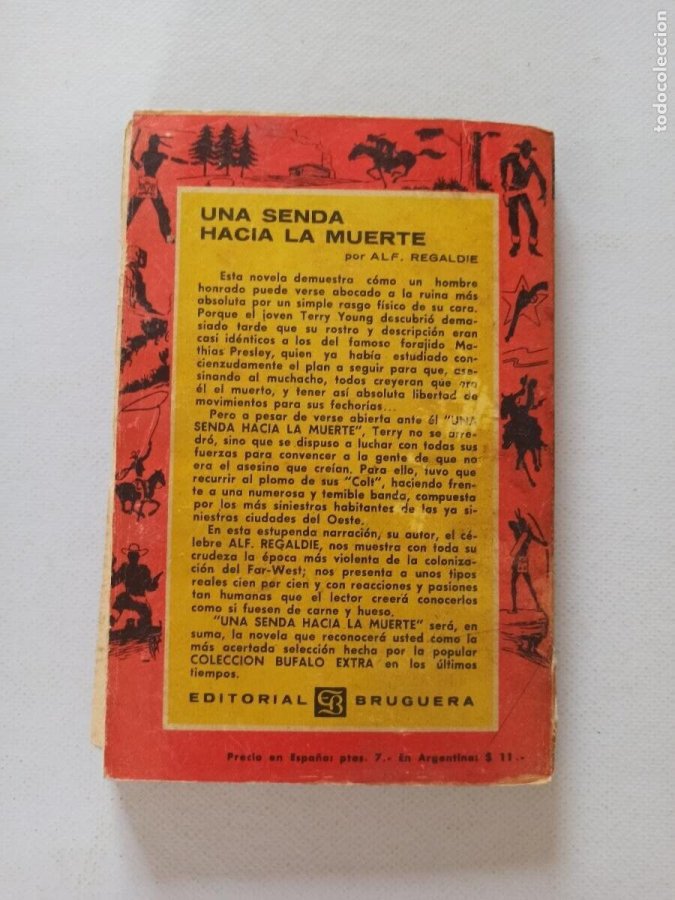 todocoleccion
UNA SENDA
HACIA LA MUERTE
por ALF. REGALDIE
Esta novela demuestra cómo un hombre
honrado puede verse abocado a la ruina más
absoluta por un simple rasgo físico de su cara.
Porque el joven Terry Young descubrió dema-
siado tarde que su rostro y descripción eran
casi idénticos a los del famoso forajido Ma-
thias Presley, quien ya había estudiado con-
cienzudamente el plan a seguir para que, ase-
sinando al muchacho, todos creyeran que era
él el muerto, y tener así absoluta libertad de
movimientos para sus fechorías...
Pero a pesar de verse abierta ante él "UNA
SENDA HACIA LA MUERTE", Terry no se arre-
dró, sino que se dispuso a luchar con todas sus
fuerzas para convencer a la gente de que no
era el asesino que creían. Para ello, tuvo que
recurrir al plomo de sus "Colt", haciendo frente
a una numerosa y temible banda, compuesta
por los más siniestros habitantes de las ya si-
niestras ciudades del Oeste.
En esta estupenda narración, su autor, el cé-
lebre ALF. REGALDIE, nos muestra con toda su
crudeza la época más violenta de la coloniza-
ción del Far-West; nos presenta a unos tipos
reales cien por cien y con reacciones y pasiones
tan humanas que el lector creerá conocerlos
como si fuesen de carne y hueso.
"UNA SENDA HACIA LA MUERTE" será, en
suma, la novela que reconocerá usted como la
más acertada selección hecha por la popular
COLECCION BUFALO EXTRA en los últimos
tiempos.
EDITORIAL B BRUGUERA
Precio en España: ptas. 7.- En Argentina: $ 11.-